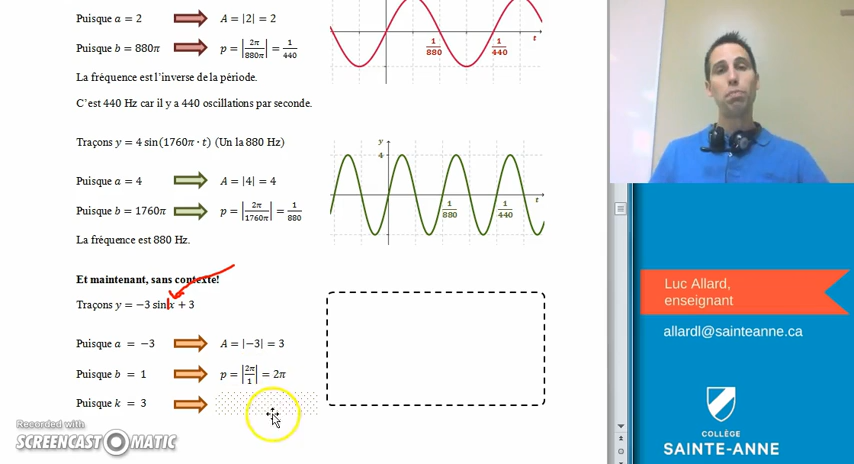 Puisque a = 2 A = |2| = 2
Puisque b = 880π p = |2π/880π| = 1/440
La fréquence est l'inverse de la période.
C'est 440 Hz car il y a 440 oscillations par seconde.
1/880 1/440 t
Traçons y = 4 sin(1760π · t) (Un la 880 Hz)
Puisque a = 4 A = |4| = 4
Puisque b = 1760π p = |2π/1760π| = 1/880
La fréquence est 880 Hz.
y
4
1/880 1/440 t
Et maintenant, sans contexte!
Traçons y = −3 sin x + 3
Puisque a = −3 A = |−3| = 3
Puisque b = 1 p = |2π/1| = 2π
Puisque k = 3
Luc Allard,
enseignant
allardl@sainteanne.ca
COLLÈGE
SAINTE-ANNE
Recorded with
SCREENCAST MATIC